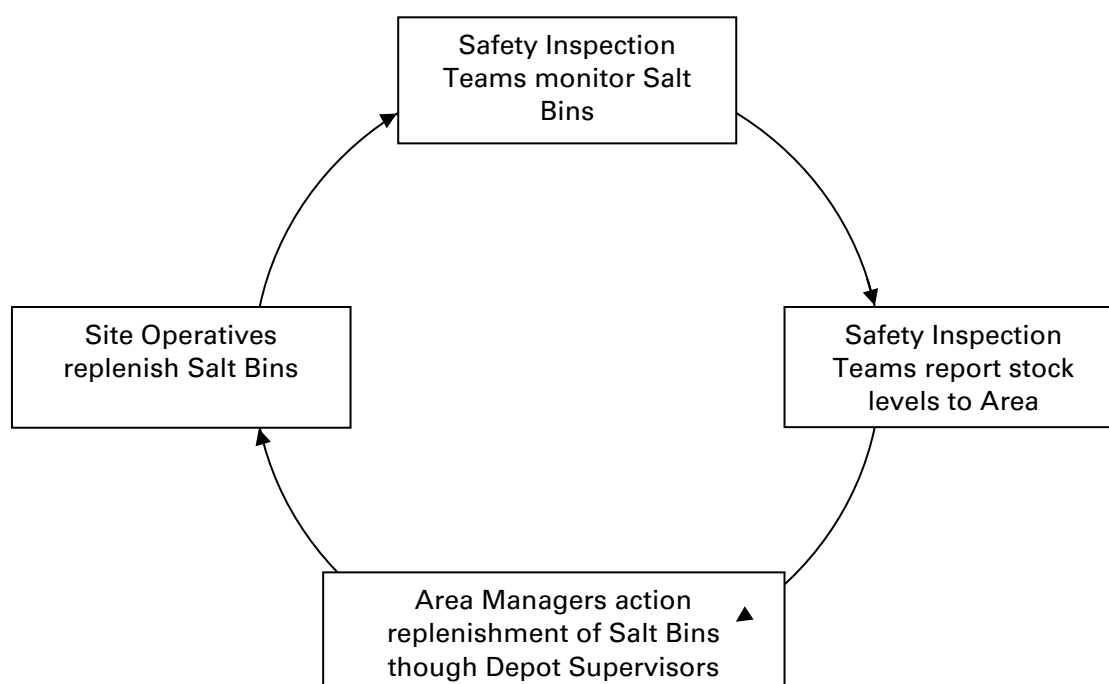 Safety Inspection
Teams monitor Salt
Bins
Site Operatives
replenish Salt Bins
Safety Inspection
Teams report stock
levels to Area
Area Managers action
replenishment of Salt Bins
though Depot Supervisors